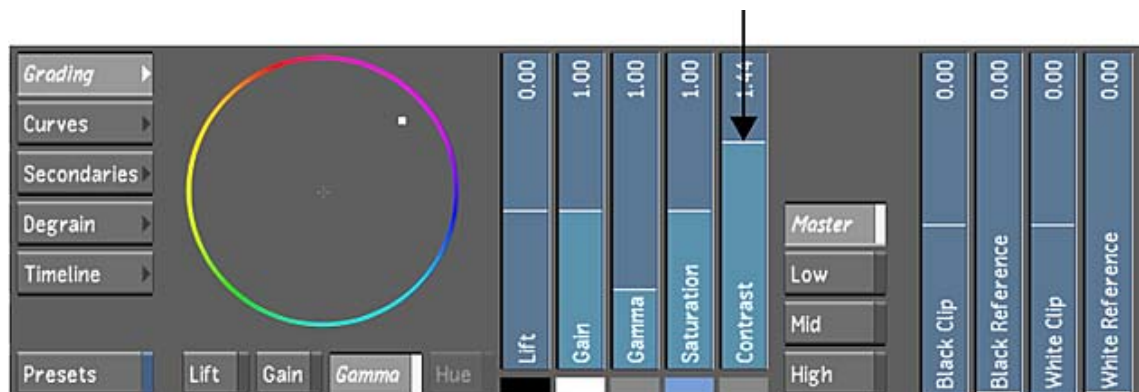 Grading
Curves
Secondaries
Degrain
Timeline
Presets
Lift
Gain
Gamma
Hue
0.00
Lift
1.00
Gain
1.00
Gamma
1.00
Saturation
1.44
Contrast
Master
Low
Mid
High
0.00
Black Clip
0.00
Black Reference
0.00
White Clip
0.00
White Reference